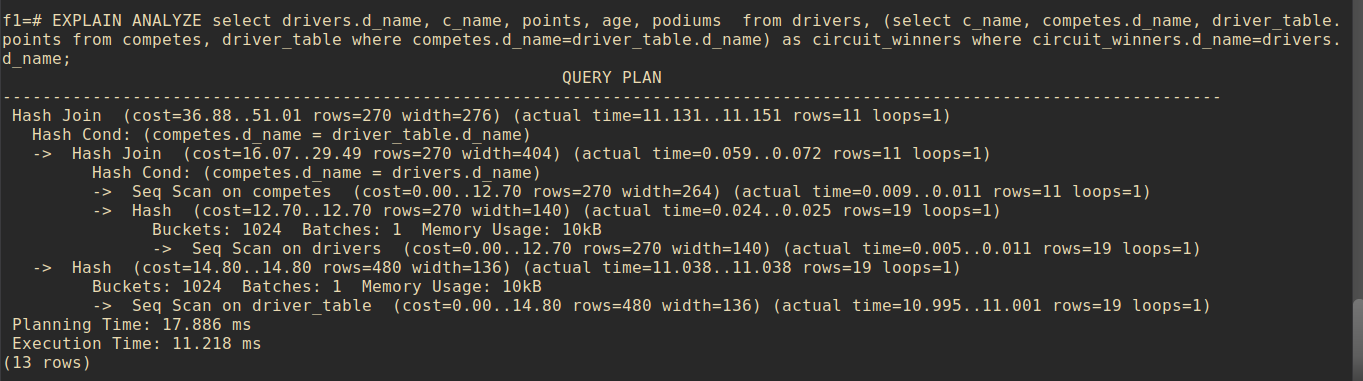 f1=# EXPLAIN ANALYZE select drivers.d_name, c_name, points, age, podiums  from drivers, (select c_name, competes.d_name, driver_table.
points from competes, driver_table where competes.d_name=driver_table.d_name) as circuit_winners where circuit_winners.d_name=drivers.
d_name;
QUERY PLAN
--------------------------------------------------------------------------------------------------------------------------
Hash Join  (cost=36.88..51.01 rows=270 width=276) (actual time=11.131..11.151 rows=11 loops=1)
Hash Cond: (competes.d_name = driver_table.d_name)
->  Hash Join  (cost=16.07..29.49 rows=270 width=404) (actual time=0.059..0.072 rows=11 loops=1)
Hash Cond: (competes.d_name = drivers.d_name)
->  Seq Scan on competes  (cost=0.00..12.70 rows=270 width=264) (actual time=0.009..0.011 rows=11 loops=1)
->  Hash  (cost=12.70..12.70 rows=270 width=140) (actual time=0.024..0.025 rows=19 loops=1)
Buckets: 1024  Batches: 1  Memory Usage: 10kB
->  Seq Scan on drivers  (cost=0.00..12.70 rows=270 width=140) (actual time=0.005..0.011 rows=19 loops=1)
->  Hash  (cost=14.80..14.80 rows=480 width=136) (actual time=11.038..11.038 rows=19 loops=1)
Buckets: 1024  Batches: 1  Memory Usage: 10kB
->  Seq Scan on driver_table  (cost=0.00..14.80 rows=480 width=136) (actual time=10.995..11.001 rows=19 loops=1)
Planning Time: 17.886 ms
Execution Time: 11.218 ms
(13 rows)